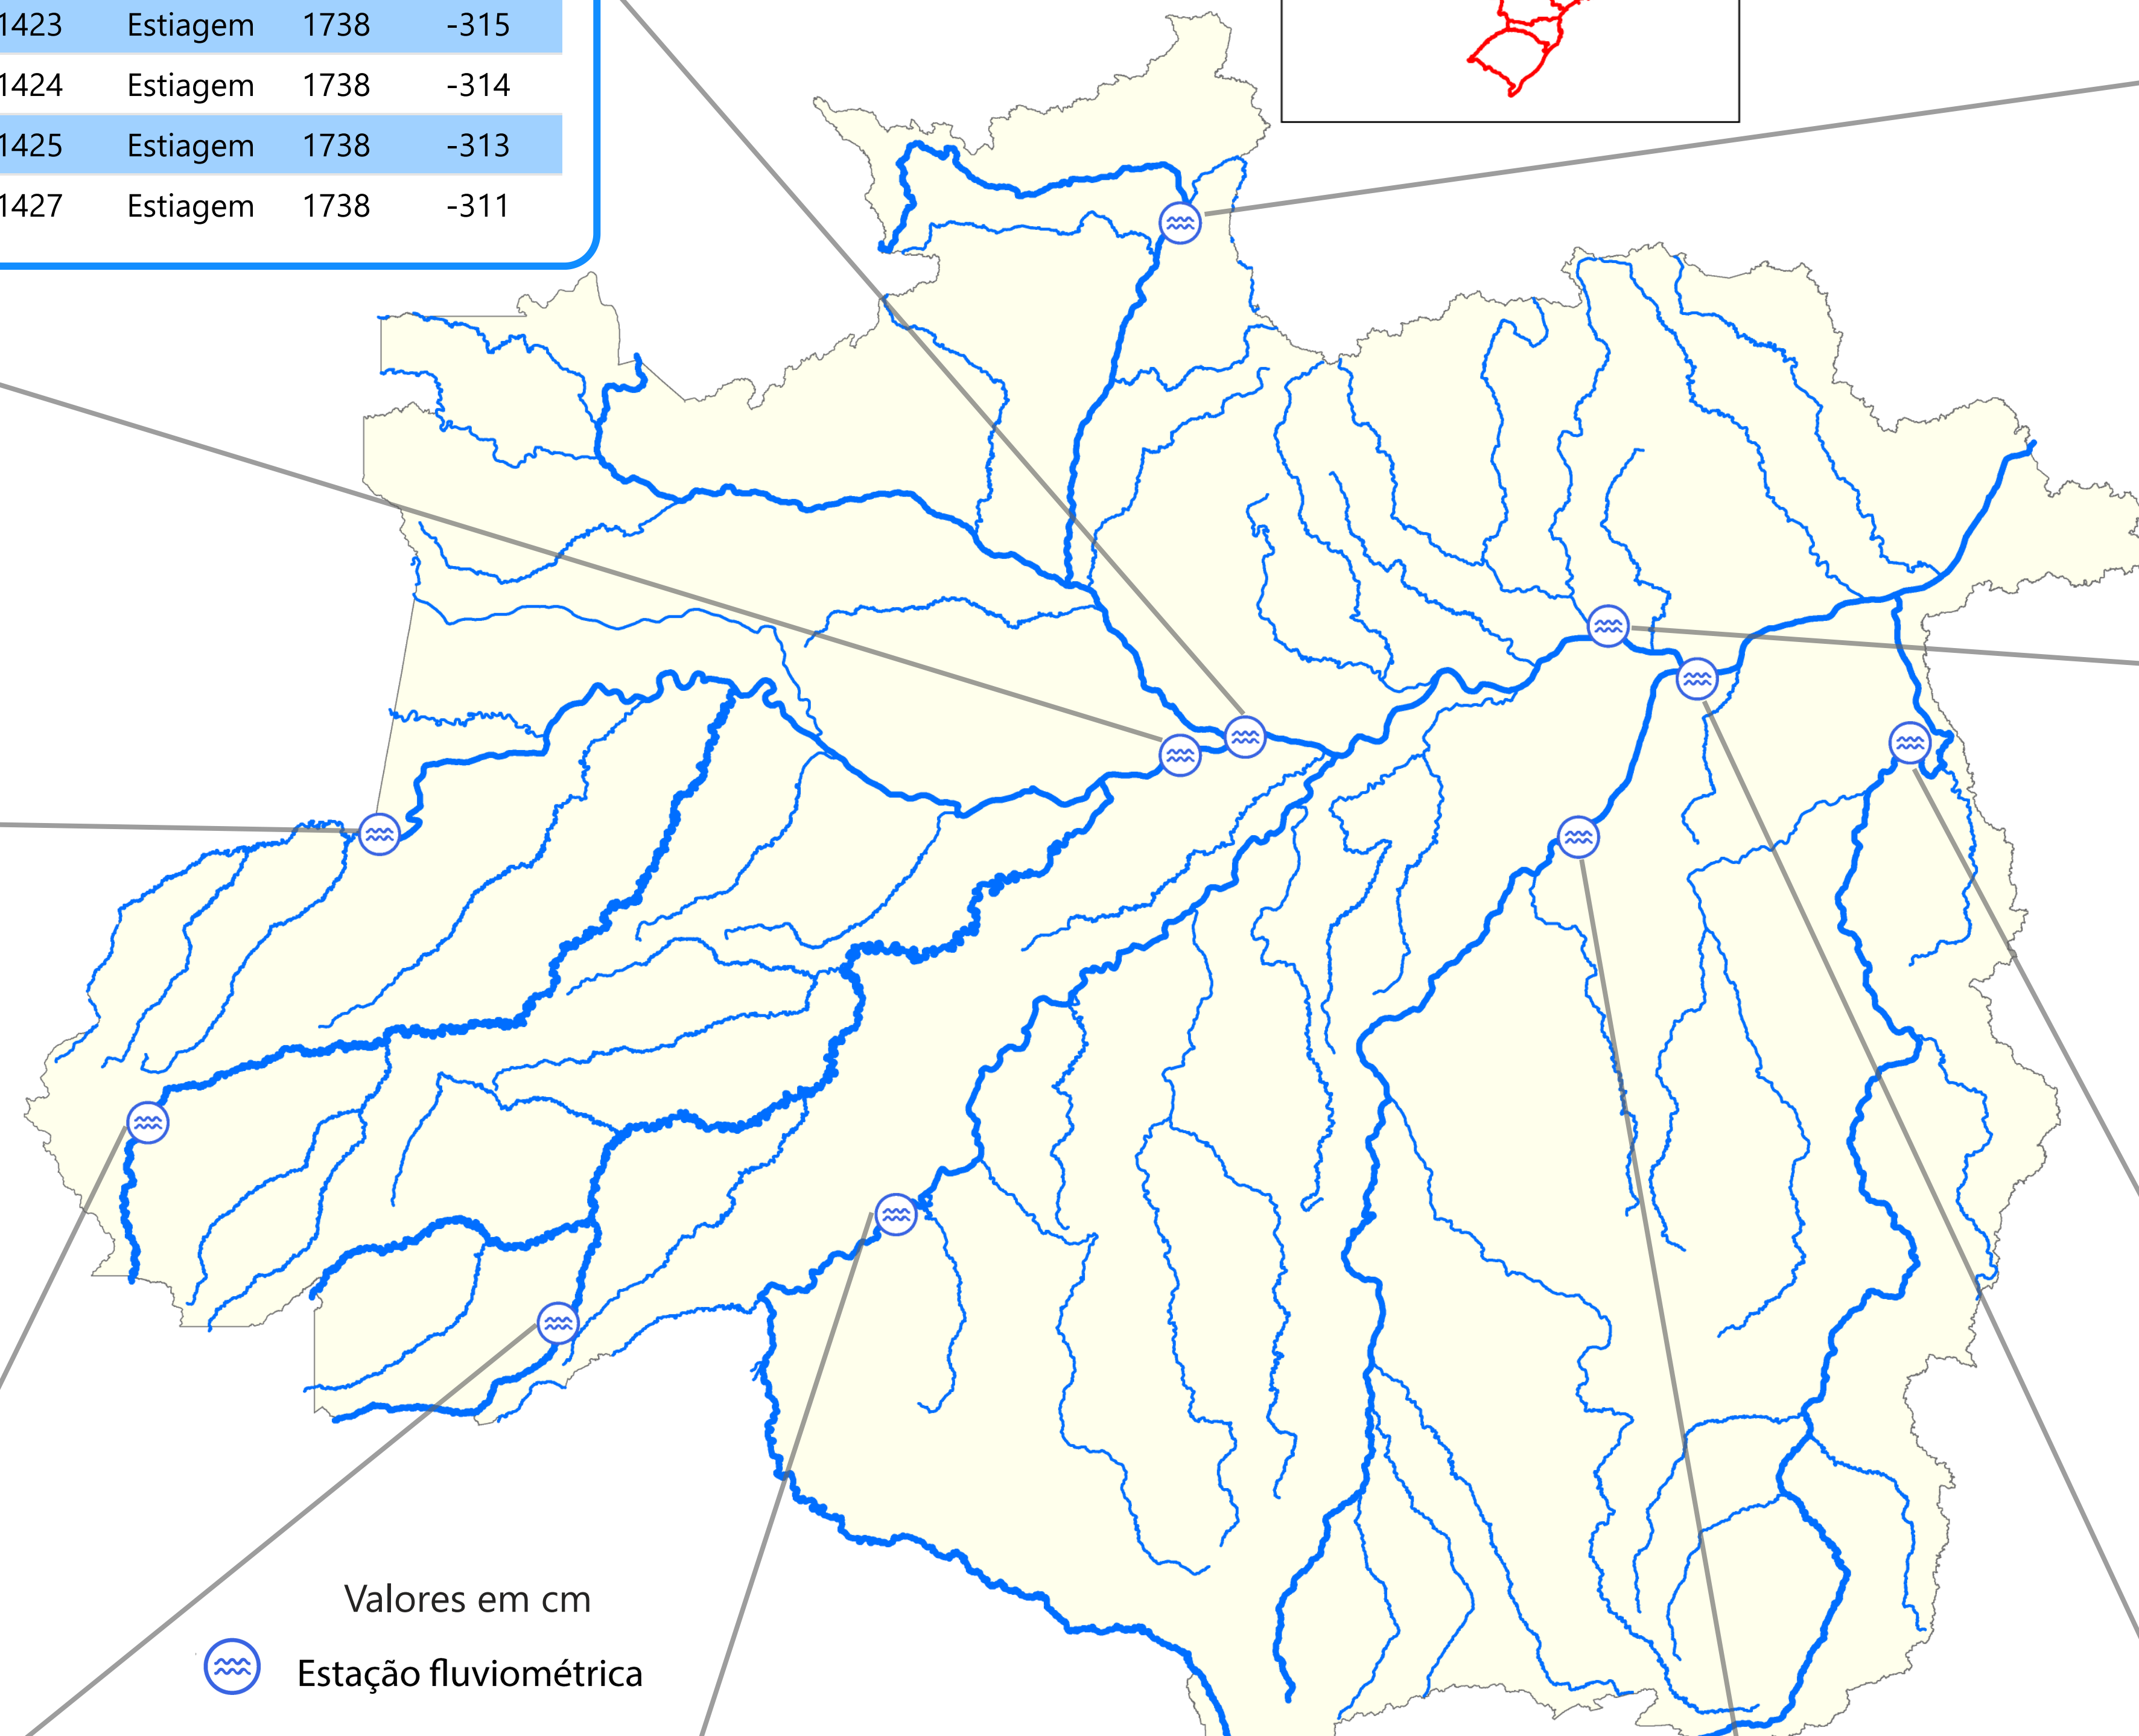 1423 Estiagem 1738 -315
1424 Estiagem 1738 -314
1425 Estiagem 1738 -313
1427 Estiagem 1738 -311
Valores em cm
Estação fluviométrica